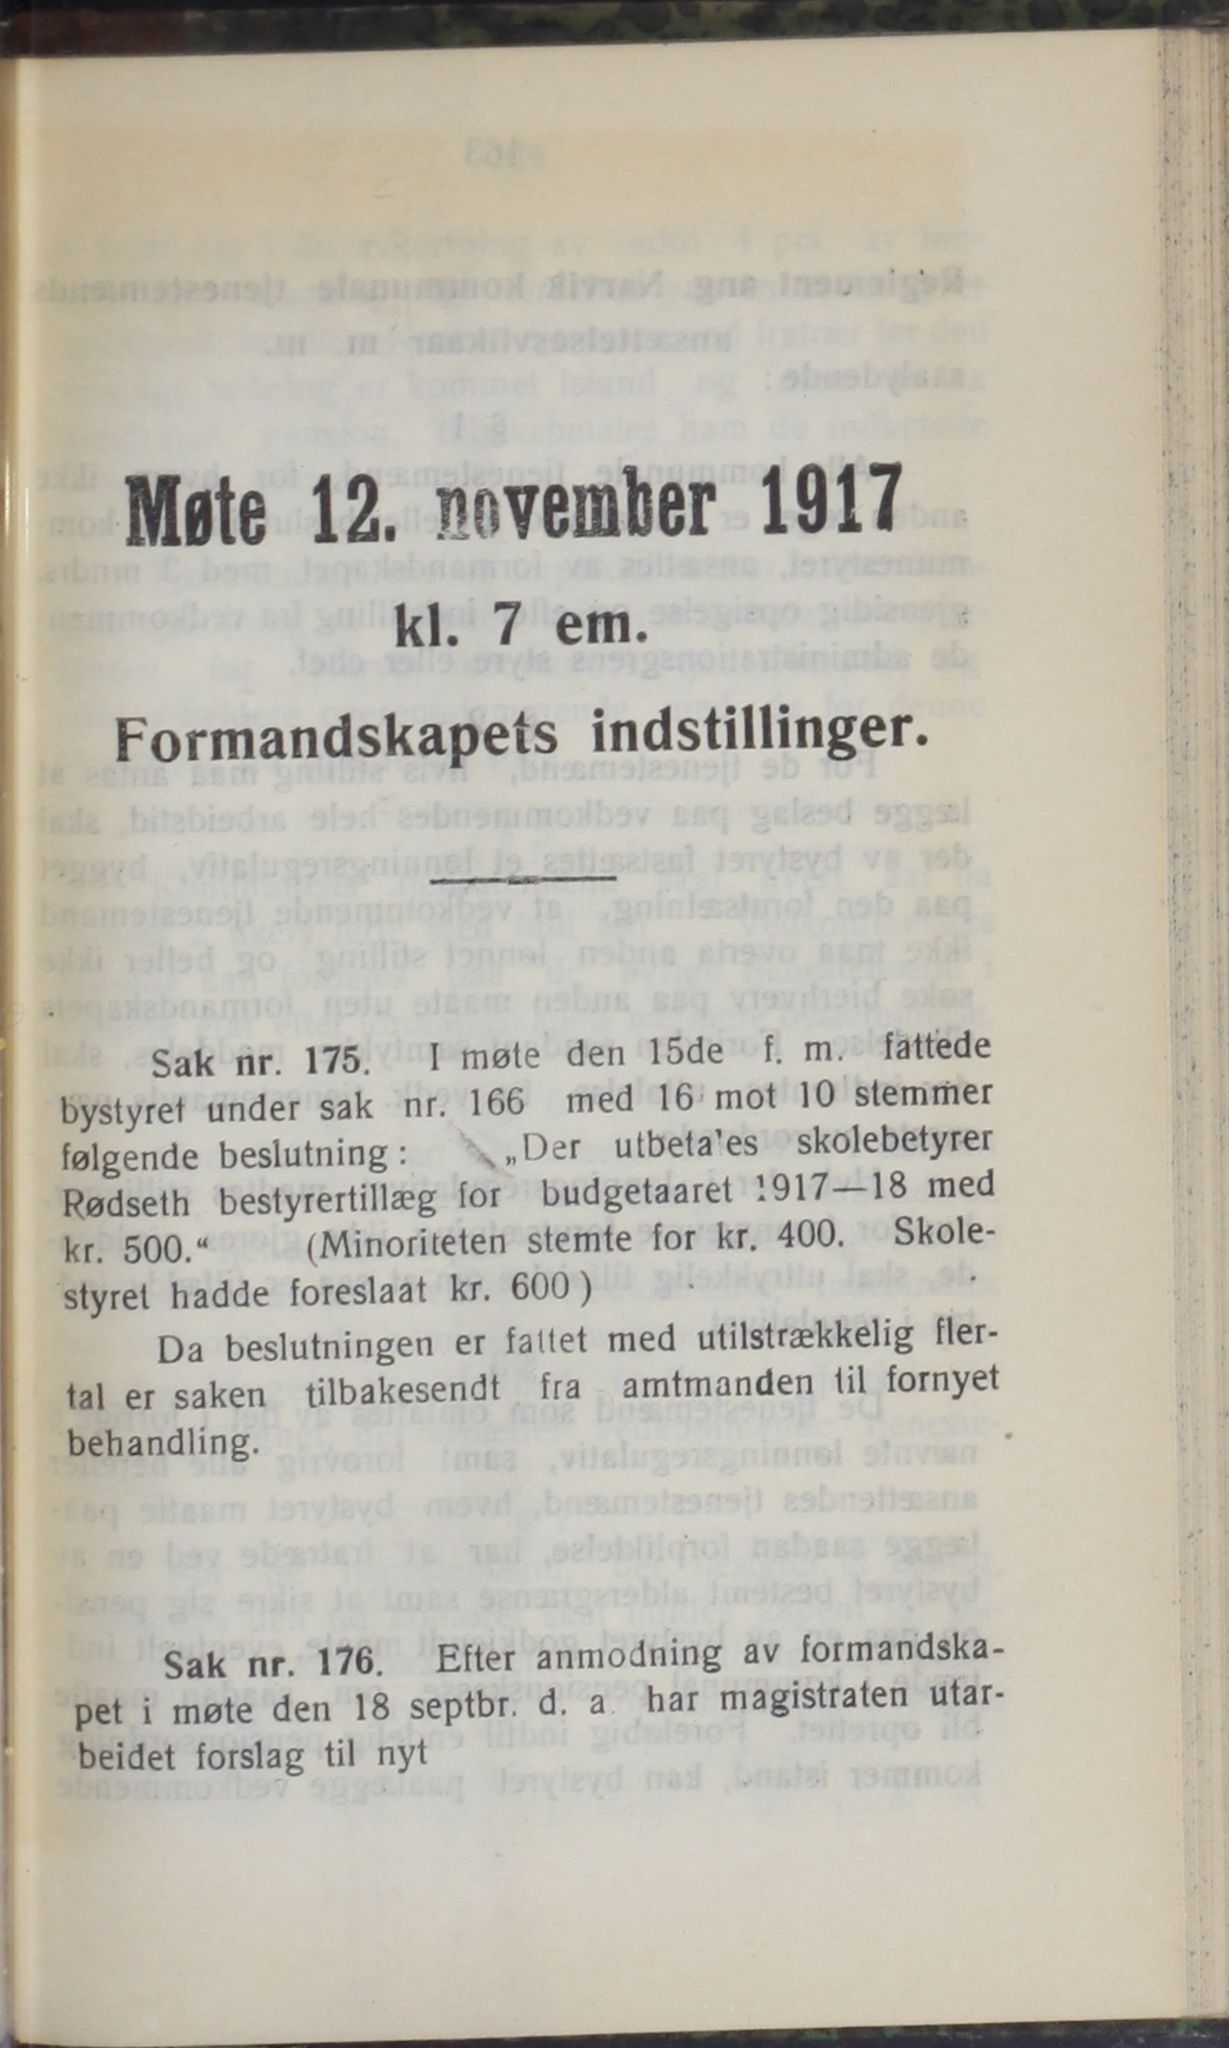 Møte 12. november 1917
kl. 7 em.
Formandskapets indstillinger.
Sak nr. 175. I møte den 15de f. m. fattede
bystyret under sak nr. 166 med 16 mot 10 stemmer
følgende beslutning: „Der utbeta'es skolebetyrer
Rødseth bestyrertillæg for budgetaaret 1917—18 med
kr. 500.“ (Minoriteten stemte for kr. 400. Skole-
styret hadde foreslaat kr. 600)
Da beslutningen er fattet med utilstrækkelig fler-
tal er saken tilbakesendt fra amtmanden til fornyet
behandling.
Sak nr. 176. Efter anmodning av formandska-
pet i møte den 18 septbr. d. a. har magistraten utar-
beidet forslag til nyt